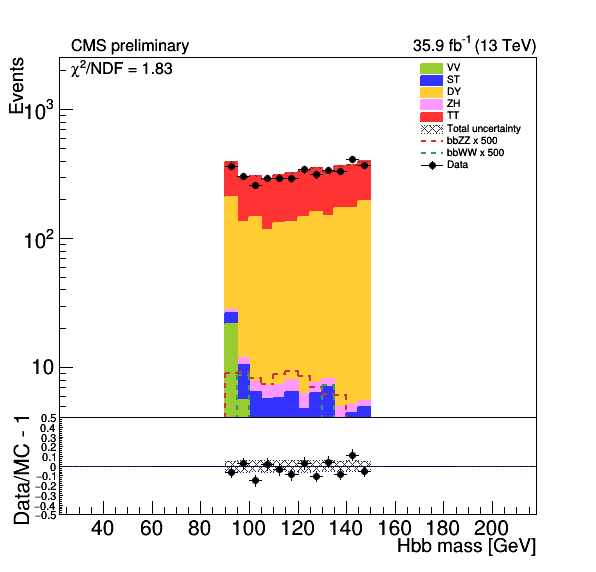 CMS preliminary
35.9 fb⁻¹ (13 TeV)
χ²/NDF = 1.83
Events
10³
10²
10
VV
ST
DY
ZH
TT
Total uncertainty
bbZZ x 500
bbWW x 500
Data
Data/MC - 1
0.5
0.4
0.3
0.2
0.1
0
−0.1
−0.2
−0.3
−0.4
−0.5
40 60 80 100 120 140 160 180 200
Hbb mass [GeV]